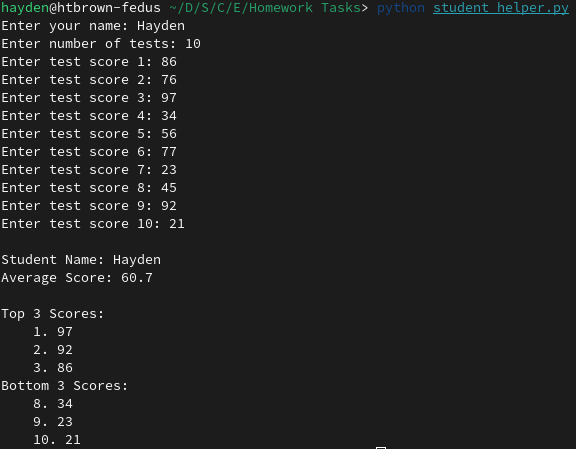 hayden@htbrown-fedus ~/D/S/C/E/Homework Tasks> python student_helper.py
Enter your name: Hayden
Enter number of tests: 10
Enter test score 1: 86
Enter test score 2: 76
Enter test score 3: 97
Enter test score 4: 34
Enter test score 5: 56
Enter test score 6: 77
Enter test score 7: 23
Enter test score 8: 45
Enter test score 9: 92
Enter test score 10: 21
Student Name: Hayden
Average Score: 60.7
Top 3 Scores:
1. 97
2. 92
3. 86
Bottom 3 Scores:
8. 34
9. 23
10. 21